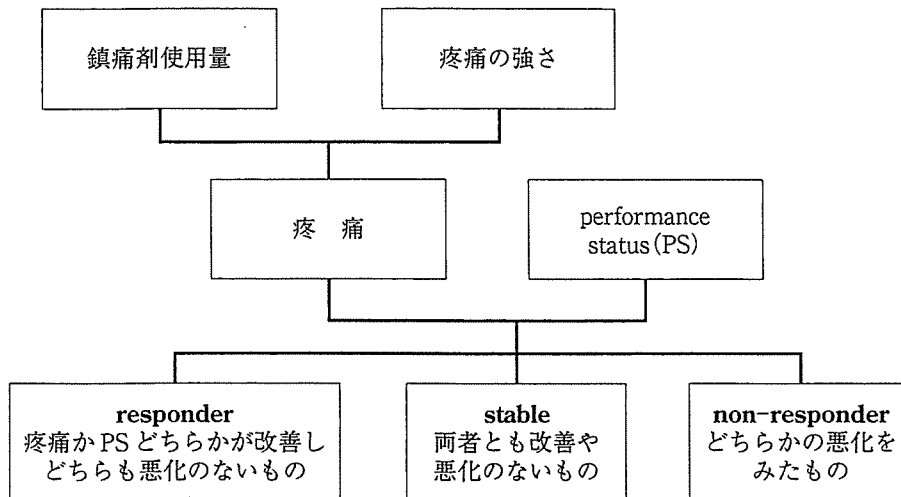 鎮痛剤使用量
疼痛の強さ
疼 痛
performance
status(PS)
responder
疼痛か PS どちらかが改善し
どちらも悪化のないもの
stable
両者とも改善や
悪化のないもの
non-responder
どちらかの悪化を
みたもの